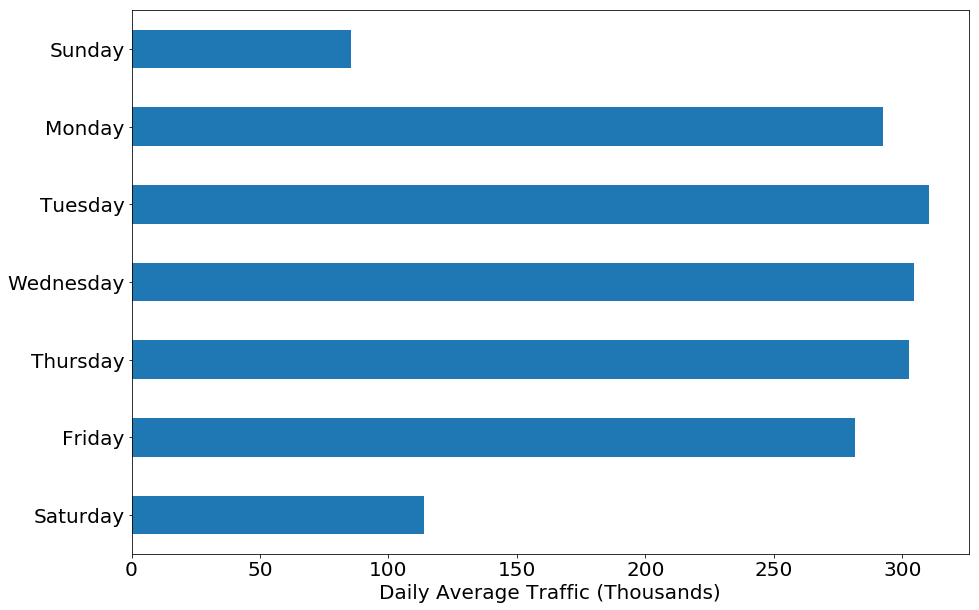 Sunday
Monday
Tuesday
Wednesday
Thursday
Friday
Saturday
0 50 100 150 200 250 300
Daily Average Traffic (Thousands)